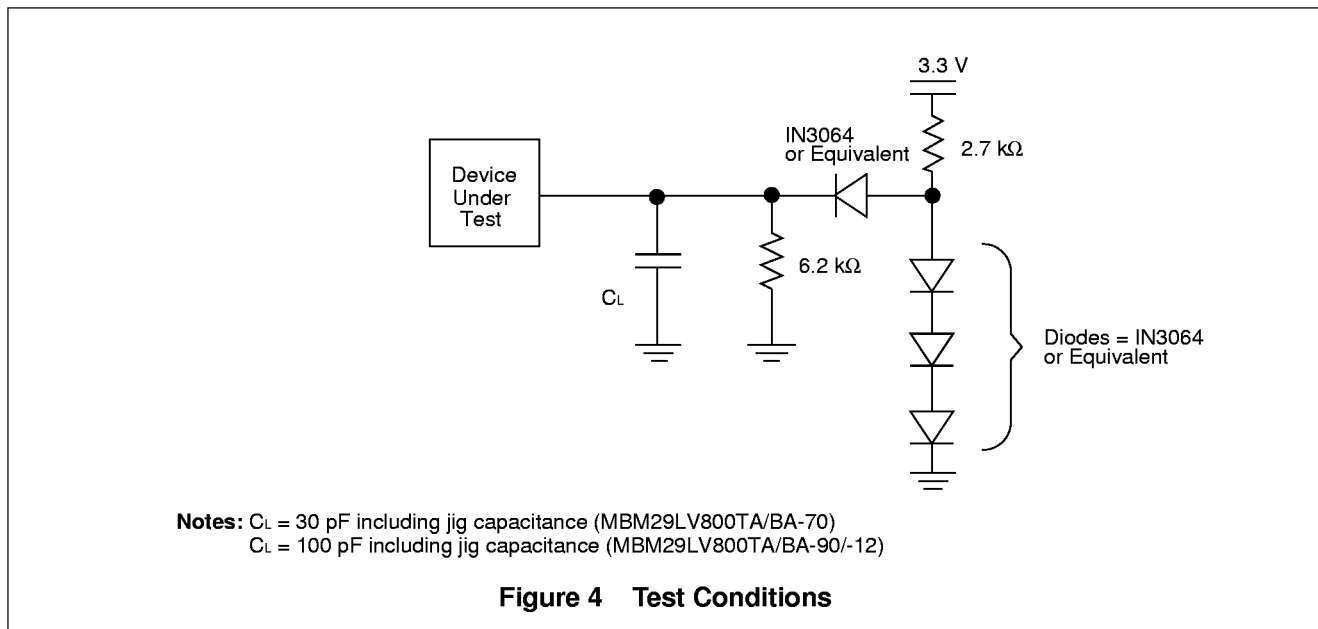 3.3 V
IN3064
or Equivalent
2.7 kΩ
Device
Under
Test
6.2 kΩ
CL
Diodes = IN3064
or Equivalent
Notes: CL = 30 pF including jig capacitance (MBM29LV800TA/BA-70)
CL = 100 pF including jig capacitance (MBM29LV800TA/BA-90/-12)
Figure 4 Test Conditions